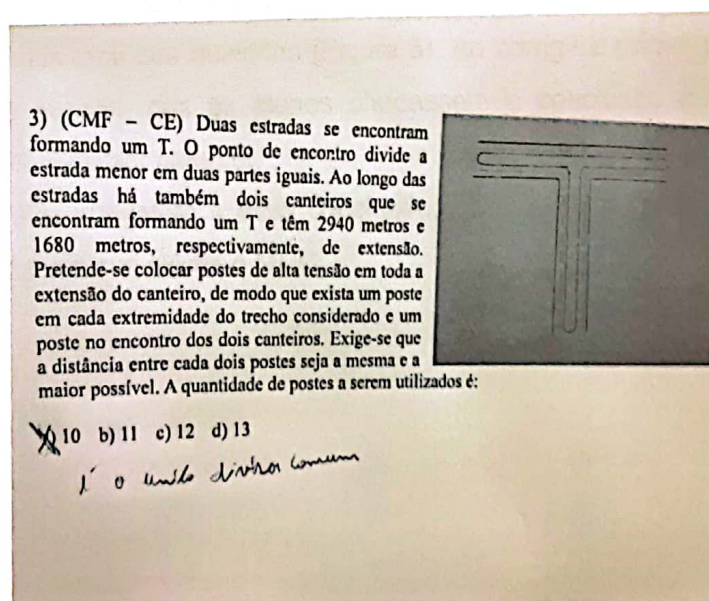 3) (CMF – CE) Duas estradas se encontram
formando um T. O ponto de encontro divide a
estrada menor em duas partes iguais. Ao longo das
estradas há também dois canteiros que se
encontram formando um T e têm 2940 metros e
1680 metros, respectivamente, de extensão.
Pretende-se colocar postes de alta tensão em toda a
extensão do canteiro, de modo que exista um poste
em cada extremidade do trecho considerado e um
poste no encontro dos dois canteiros. Exige-se que
a distância entre cada dois postes seja a mesma e a
maior possível. A quantidade de postes a serem utilizados é:
10 b) 11 c) 12 d) 13
o comum